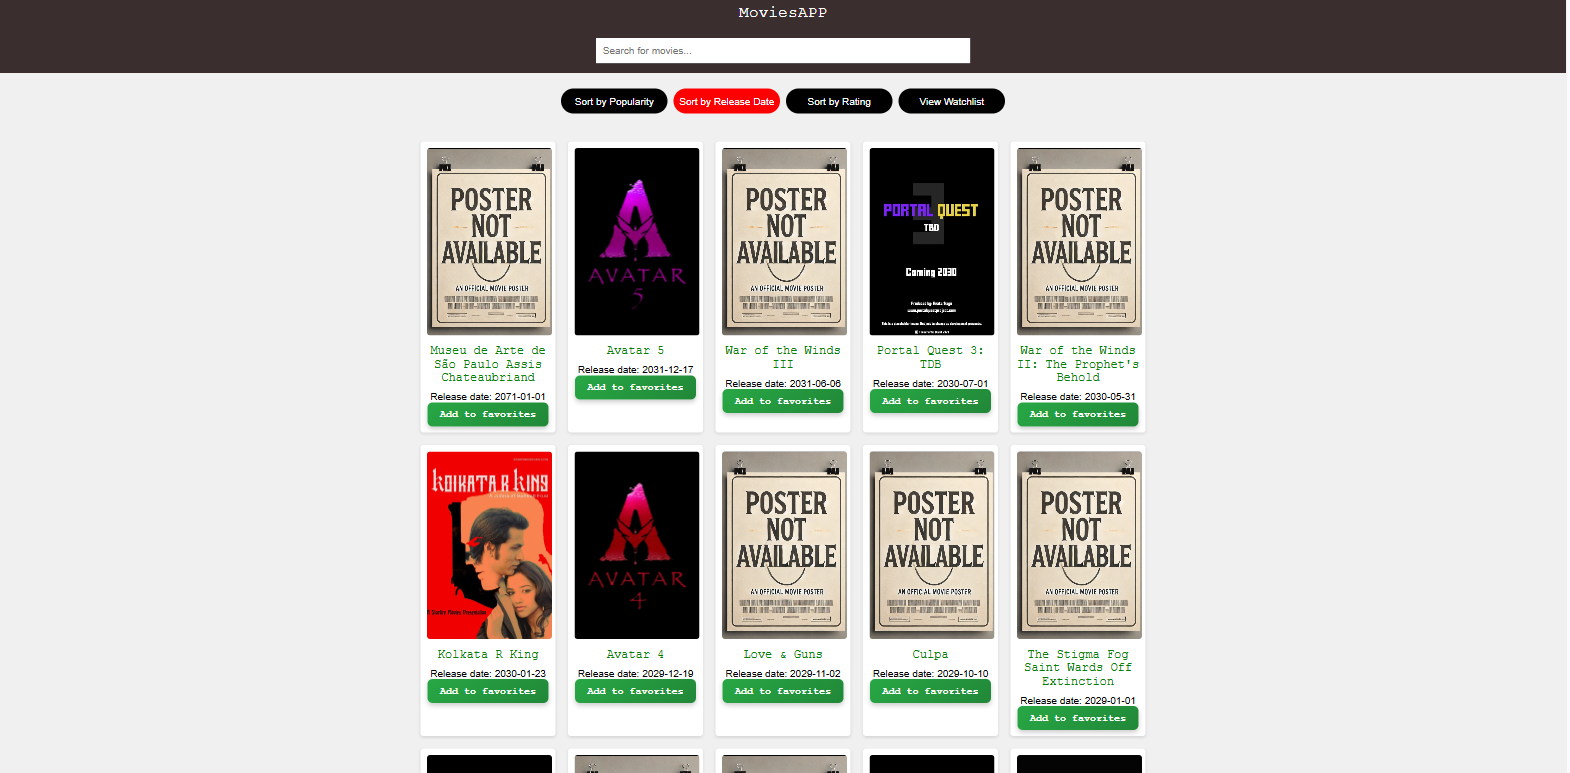 MoviesAPP
Search for movies...
Sort by Popularity
Sort by Release Date
Sort by Rating
View Watchlist
POSTER
NOT
AVAILABLE
AN OFFICIAL MOVIE POSTER
Museu de Arte de
São Paulo Assis
Chateaubriand
Release date: 2071-01-01
Add to favorites
AVATAR
5
Avatar 5
Release date: 2031-12-17
Add to favorites
POSTER
NOT
AVAILABLE
AN OFFICIAL MOVIE POSTER
War of the Winds
III
Release date: 2031-06-06
Add to favorites
3
PORTAL QUEST
TBD
Coming 2030
Portal Quest 3:
TDB
Release date: 2030-07-01
Add to favorites
POSTER
NOT
AVAILABLE
AN OFFICIAL MOVIE POSTER
War of the Winds
II: The Prophet's
Behold
Release date: 2030-05-31
Add to favorites
KOLKATA R KING
Kolkata R King
Release date: 2030-01-23
Add to favorites
AVATAR
4
Avatar 4
Release date: 2029-12-19
Add to favorites
POSTER
NOT
AVAILABLE
AN OFFICIAL MOVIE POSTER
Love & Guns
Release date: 2029-11-02
Add to favorites
POSTER
NOT
AVAILABLE
AN OFFICIAL MOVIE POSTER
Culpa
Release date: 2029-10-10
Add to favorites
POSTER
NOT
AVAILABLE
AN OFFICIAL MOVIE POSTER
The Stigma Fog
Saint Wards Off
Extinction
Release date: 2029-01-01
Add to favorites